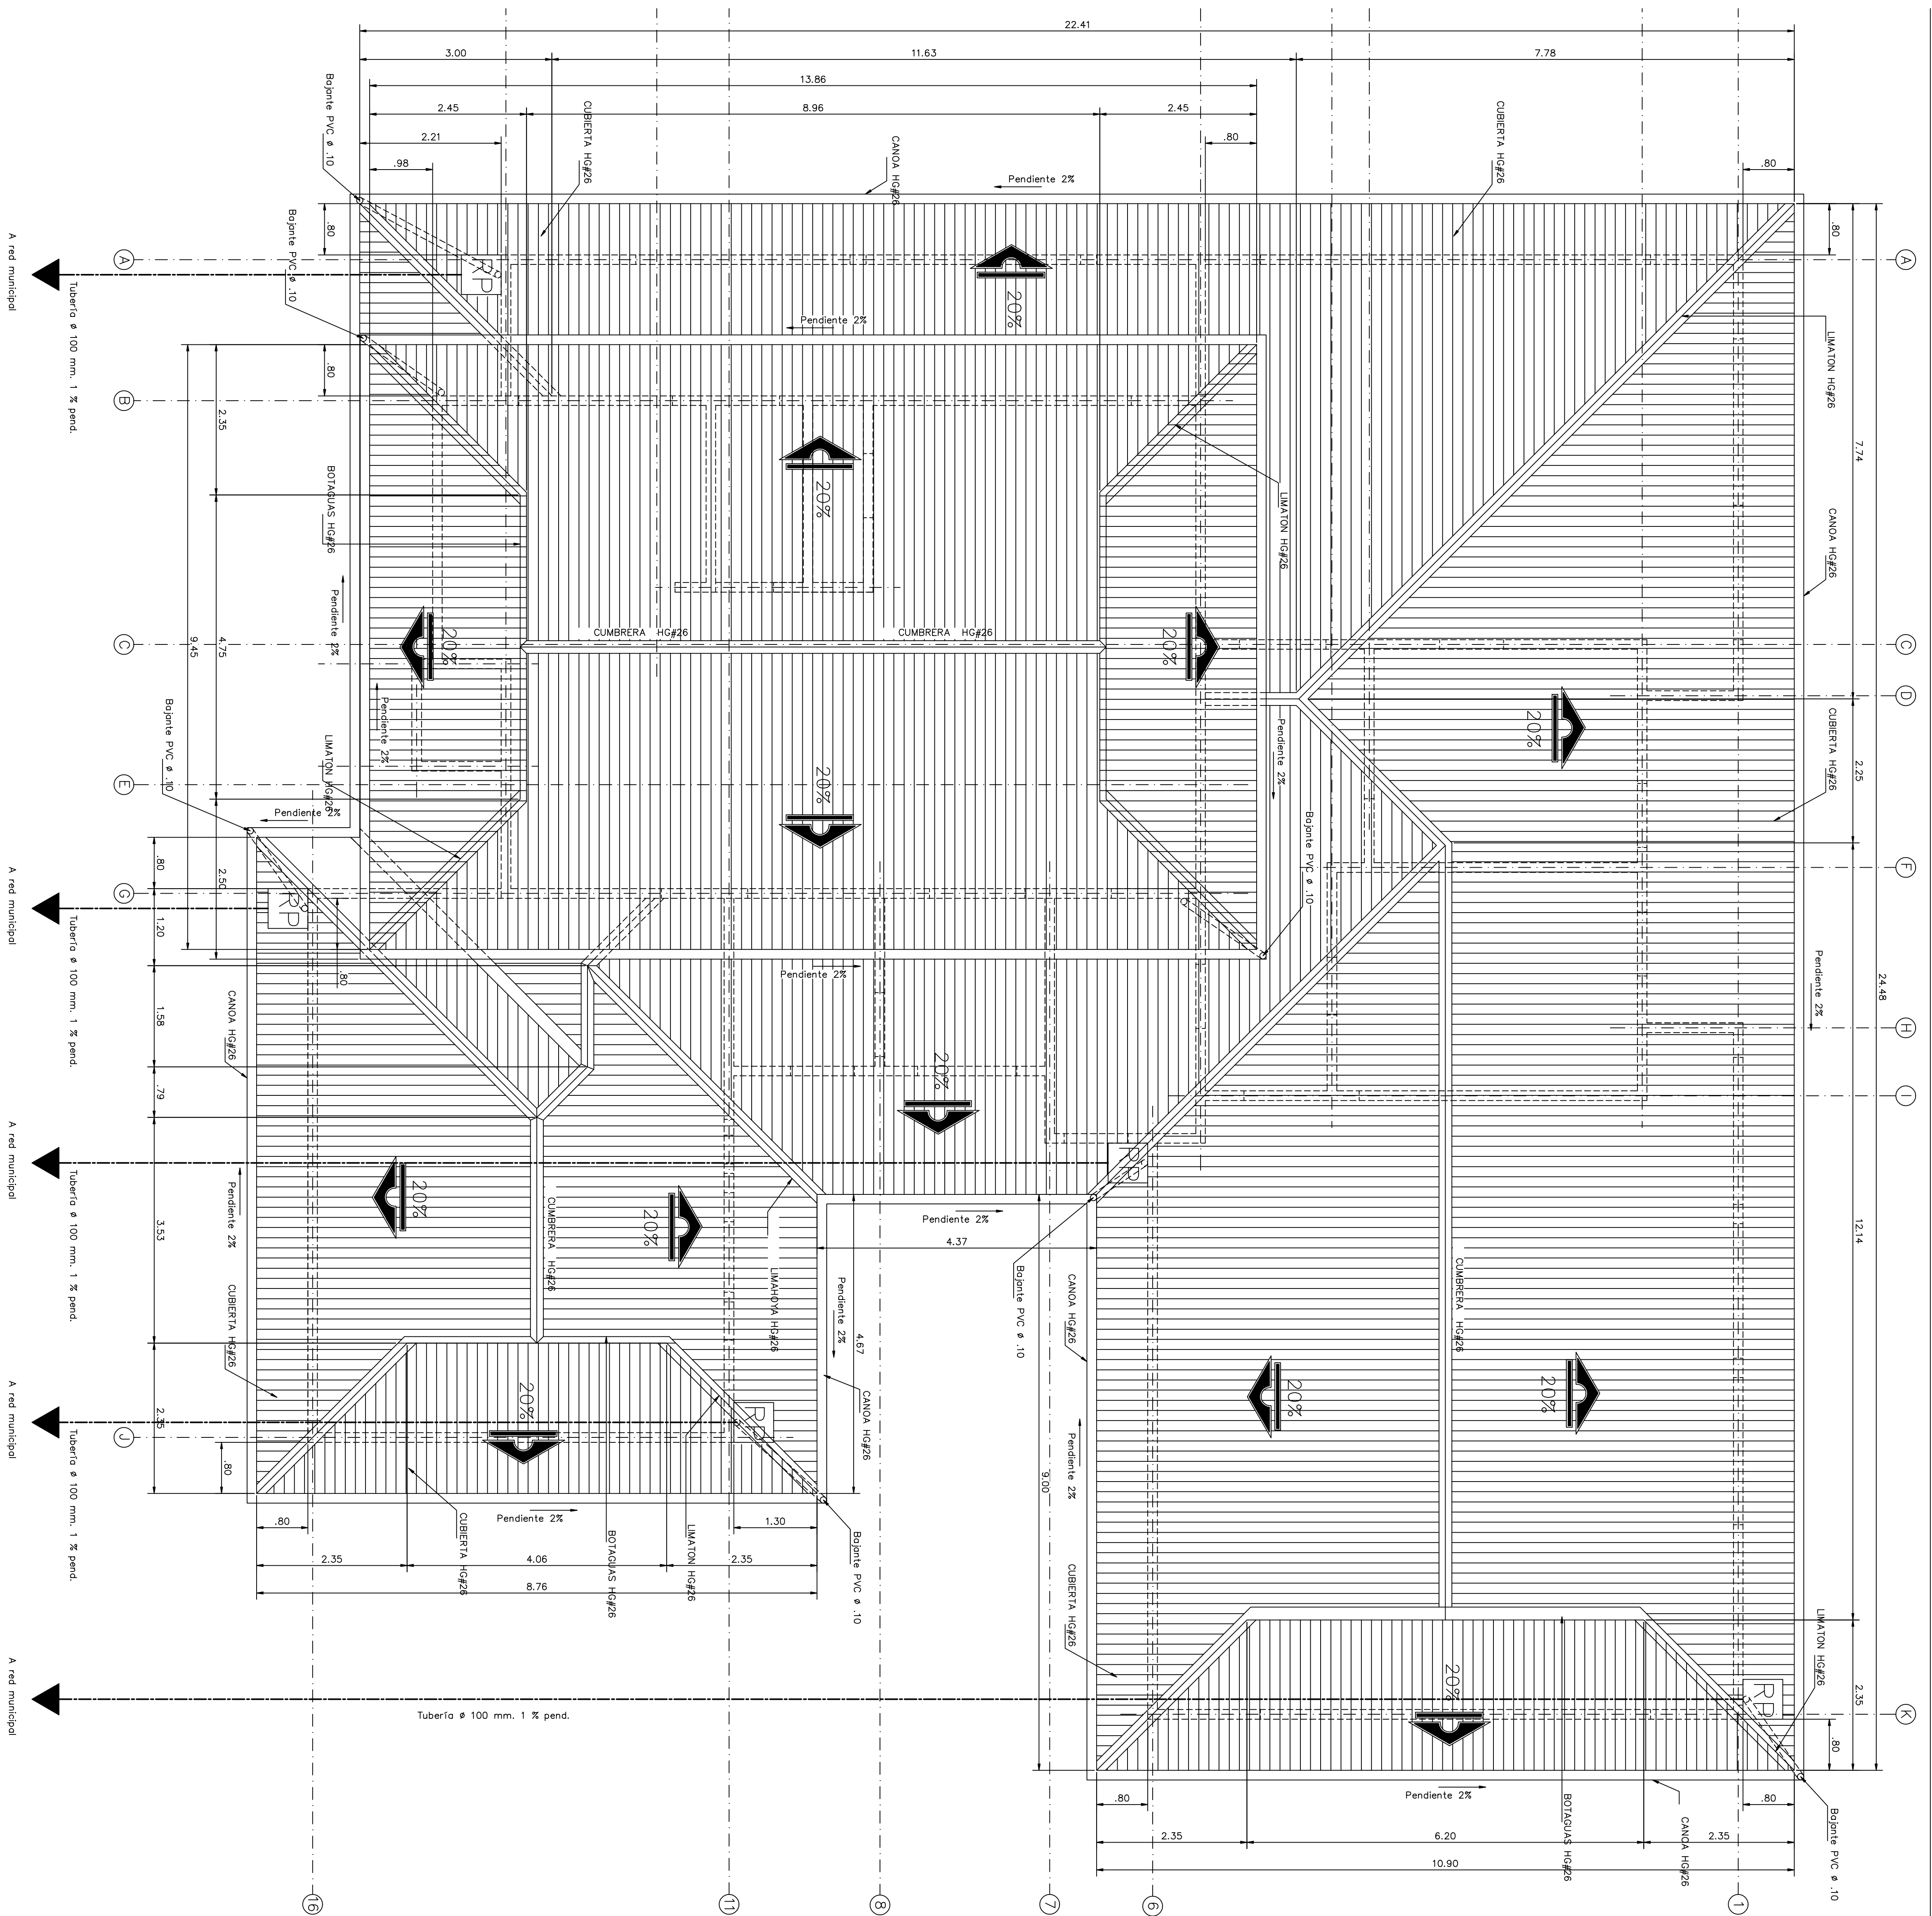 22.41
3.00
11.63
7.78
13.86
2.45
8.96
2.45
2.21
.80
.80
.98
Bajante PVC ø .10
CUBIERTA HG#26
CANOA HG#26
CUBIERTA HG#26
Pendiente 2%
Bajante PVC ø .10
.80
.80
A red municipal
Tubería ø 100 mm. 1 % pend.
A
RP
20%
A
LIMATON HG#26
Pendiente 2%
.80
B
2.35
BOTAGUAS HG#26
20%
LIMATON HG#26
CANOA HG#26
7.74
Pendiente 2%
9.45
4.75
C
20%
CUMBRERA HG#26
CUMBRERA HG#26
20%
C
D
Bajante PVC ø .10
Pendiente 2%
LIMATON HG#26
Pendiente 2%
20%
CUBIERTA HG#26
2.25
E
20%
Pendiente 2%
Bajante PVC ø .10
F
A red municipal
Tubería ø 100 mm. 1 % pend.
G
.80
2.50
1.20
RP
.80
Pendiente 2%
Pendiente 2%
24.48
H
CANOA HG#26
1.58
.79
20%
I
A red municipal
Tubería ø 100 mm. 1 % pend.
RP
Pendiente 2%
3.53
20%
CUMBRERA HG#26
20%
LIMAHOYA HG#26
Pendiente 2%
4.37
Bajante PVC ø .10
CANOA HG#26
CUMBRERA HG#26
12.14
CUBIERTA HG#26
Pendiente 2%
4.67
A red municipal
Tubería ø 100 mm. 1 % pend.
2.35
J
.80
20%
RP
CANOA HG#26
20%
20%
Pendiente 2%
9.00
.80
Pendiente 2%
1.30
CUBIERTA HG#26
BOTAGUAS HG#26
LIMATON HG#26
Bajante PVC ø .10
2.35
4.06
2.35
8.76
CUBIERTA HG#26
LIMATON HG#26
A red municipal
Tubería ø 100 mm. 1 % pend.
20%
RP
2.35
K
.80
Pendiente 2%
.80
.80
BOTAGUAS HG#26
CANOA HG#26
Bajante PVC ø .10
2.35
6.20
2.35
10.90
16
11
8
7
6
1